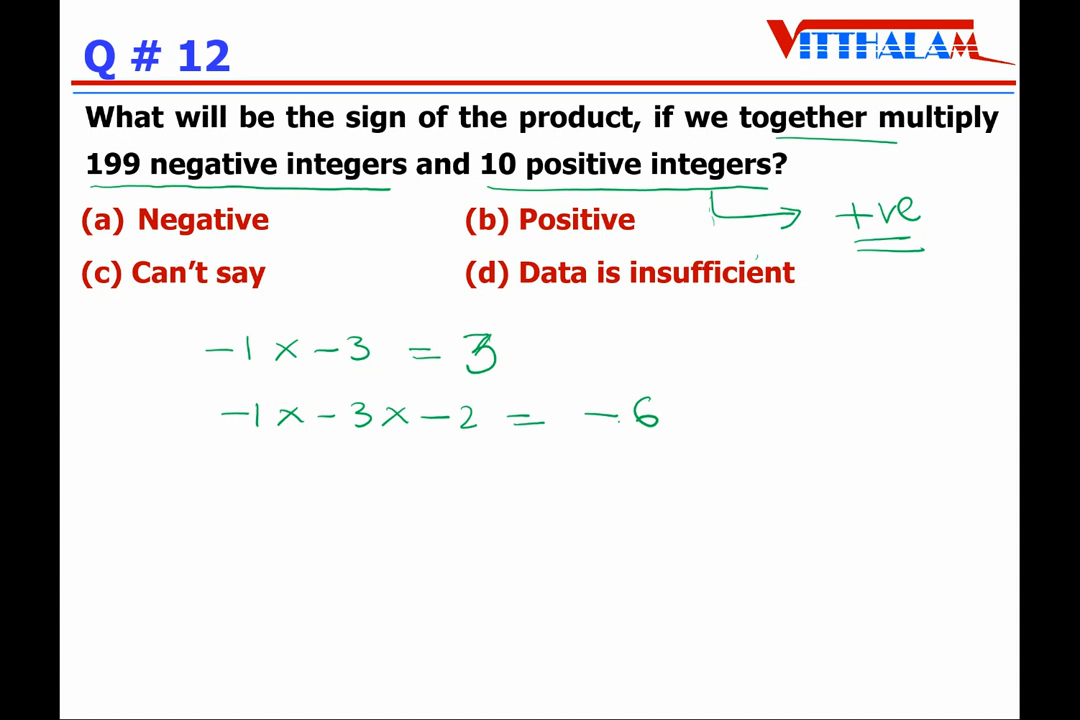 Q # 12
VITTHALAM
What will be the sign of the product, if we together multiply
199 negative integers and 10 positive integers?
(a) Negative (b) Positive
+ve
(c) Can't say (d) Data is insufficient
-1 x -3 = 3
-1 x -3 x -2 = -6